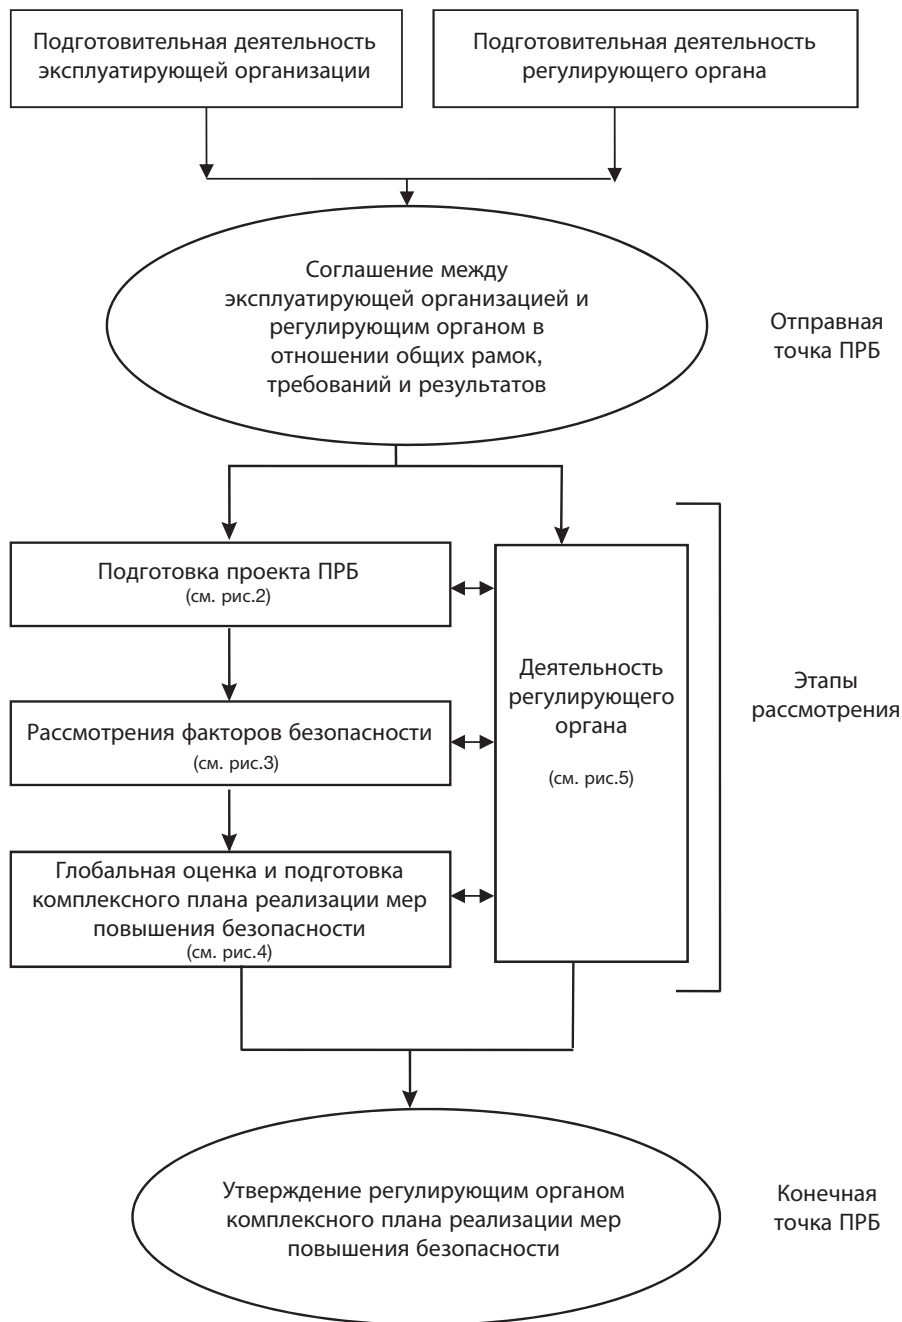 Подготовительная деятельность
эксплуатирующей организации
Подготовительная деятельность
регулирующего органа
Соглашение между
эксплуатирующей организацией и
регулирующим органом в
отношении общих рамок,
требований и результатов
Отправная
точка ПРБ
Подготовка проекта ПРБ
(см. рис.2)
Рассмотрения факторов безопасности
(см. рис.3)
Глобальная оценка и подготовка
комплексного плана реализации мер
повышения безопасности
(см. рис.4)
Деятельность
регулирующего
органа
(см. рис.5)
Этапы
рассмотрения
Утверждение регулирующим органом
комплексного плана реализации мер
повышения безопасности
Конечная
точка ПРБ